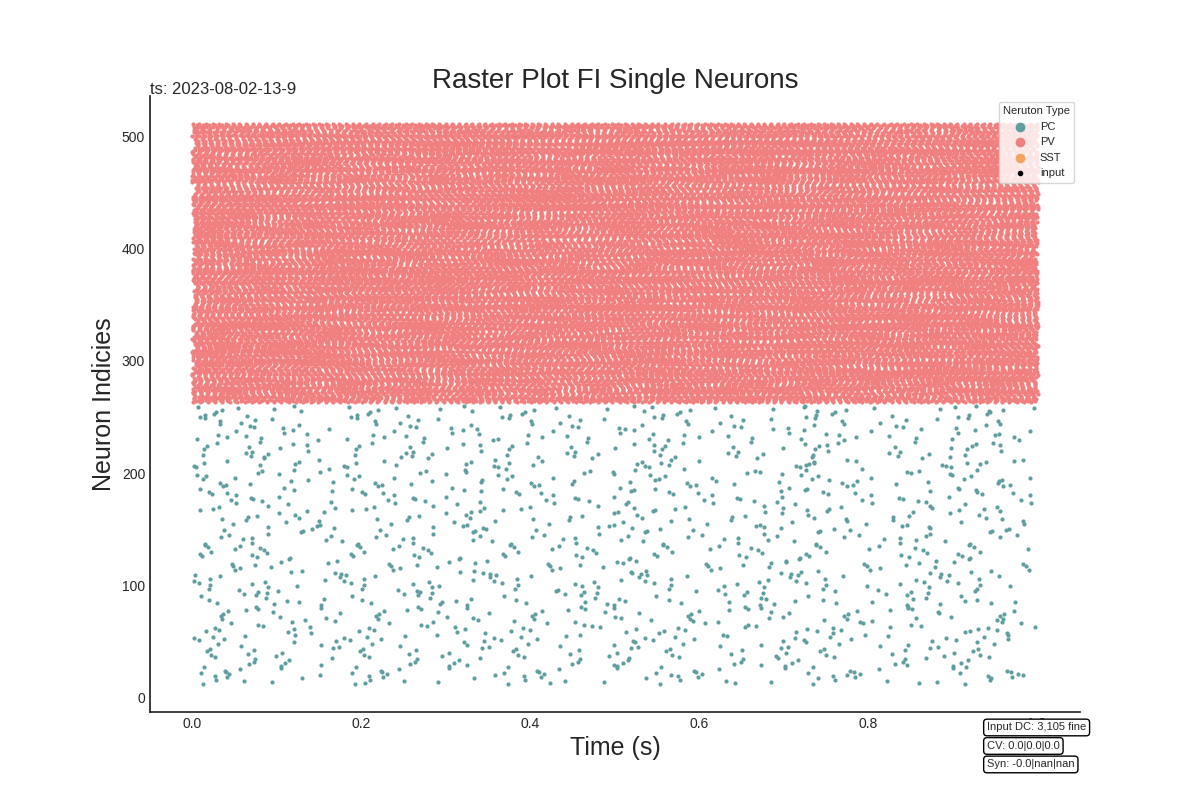 Raster Plot FI Single Neurons
ts: 2023-08-02-13-9
Neruton Type
PC
PV
SST
input
500
400
300
200
100
0
Neuron Indicies
0.0 0.2 0.4 0.6 0.8
Time (s)
Input DC: 3,105 fine
CV: 0.0|0.0|0.0
Syn: -0.0|nan|nan